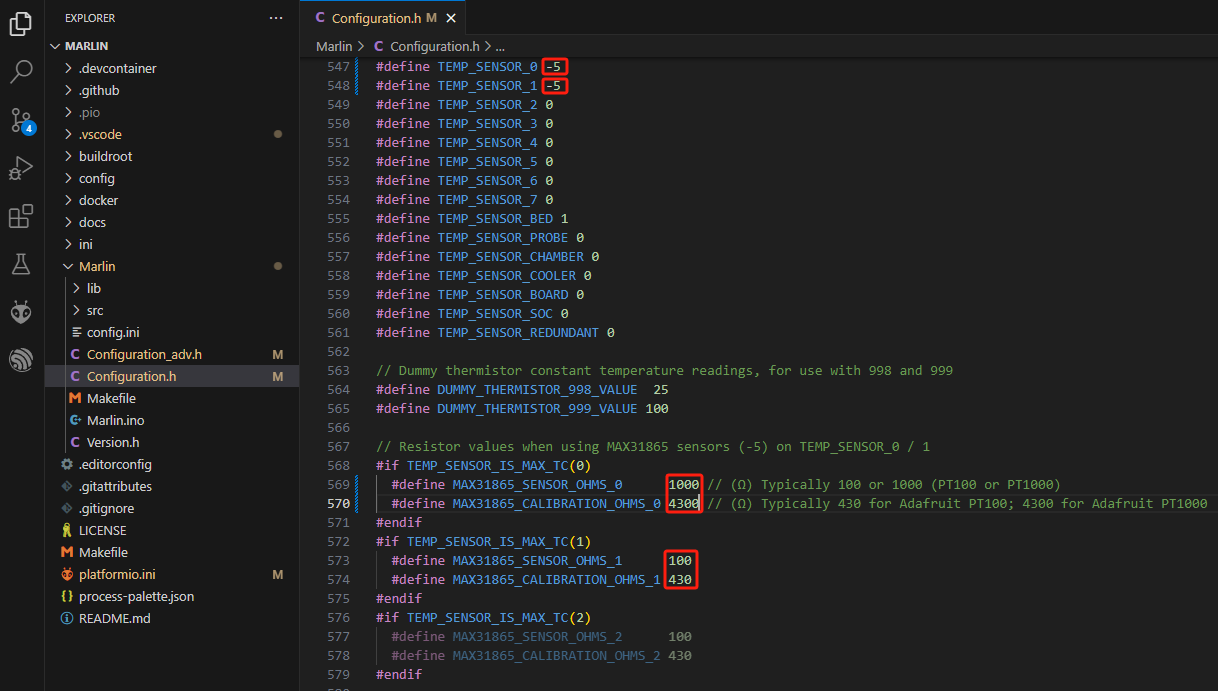 EXPLORER
···
MARLIN
.devcontainer
.github
.pio
.vscode
buildroot
config
docker
docs
ini
Marlin
lib
src
config.ini
Configuration_adv.h M
Configuration.h M
Makefile
Marlin.ino
Version.h
.editorconfig
.gitattributes
.gitignore
LICENSE
Makefile
platformio.ini M
process-palette.json
README.md
4
C Configuration.h M ×
Marlin > C Configuration.h > ...
547 #define TEMP_SENSOR_0 -5
548 #define TEMP_SENSOR_1 -5
549 #define TEMP_SENSOR_2 0
550 #define TEMP_SENSOR_3 0
551 #define TEMP_SENSOR_4 0
552 #define TEMP_SENSOR_5 0
553 #define TEMP_SENSOR_6 0
554 #define TEMP_SENSOR_7 0
555 #define TEMP_SENSOR_BED 1
556 #define TEMP_SENSOR_PROBE 0
557 #define TEMP_SENSOR_CHAMBER 0
558 #define TEMP_SENSOR_COOLER 0
559 #define TEMP_SENSOR_BOARD 0
560 #define TEMP_SENSOR_SOC 0
561 #define TEMP_SENSOR_REDUNDANT 0
562
563 // Dummy thermistor constant temperature readings, for use with 998 and 999
564 #define DUMMY_THERMISTOR_998_VALUE  25
565 #define DUMMY_THERMISTOR_999_VALUE 100
566
567 // Resistor values when using MAX31865 sensors (-5) on TEMP_SENSOR_0 / 1
568 #if TEMP_SENSOR_IS_MAX_TC(0)
569   #define MAX31865_SENSOR_OHMS_0      1000 // (Ω) Typically 100 or 1000 (PT100 or PT1000)
570   #define MAX31865_CALIBRATION_OHMS_0 4300 // (Ω) Typically 430 for Adafruit PT100; 4300 for Adafruit PT1000
571 #endif
572 #if TEMP_SENSOR_IS_MAX_TC(1)
573   #define MAX31865_SENSOR_OHMS_1      100
574   #define MAX31865_CALIBRATION_OHMS_1 430
575 #endif
576 #if TEMP_SENSOR_IS_MAX_TC(2)
577   #define MAX31865_SENSOR_OHMS_2      100
578   #define MAX31865_CALIBRATION_OHMS_2 430
579 #endif